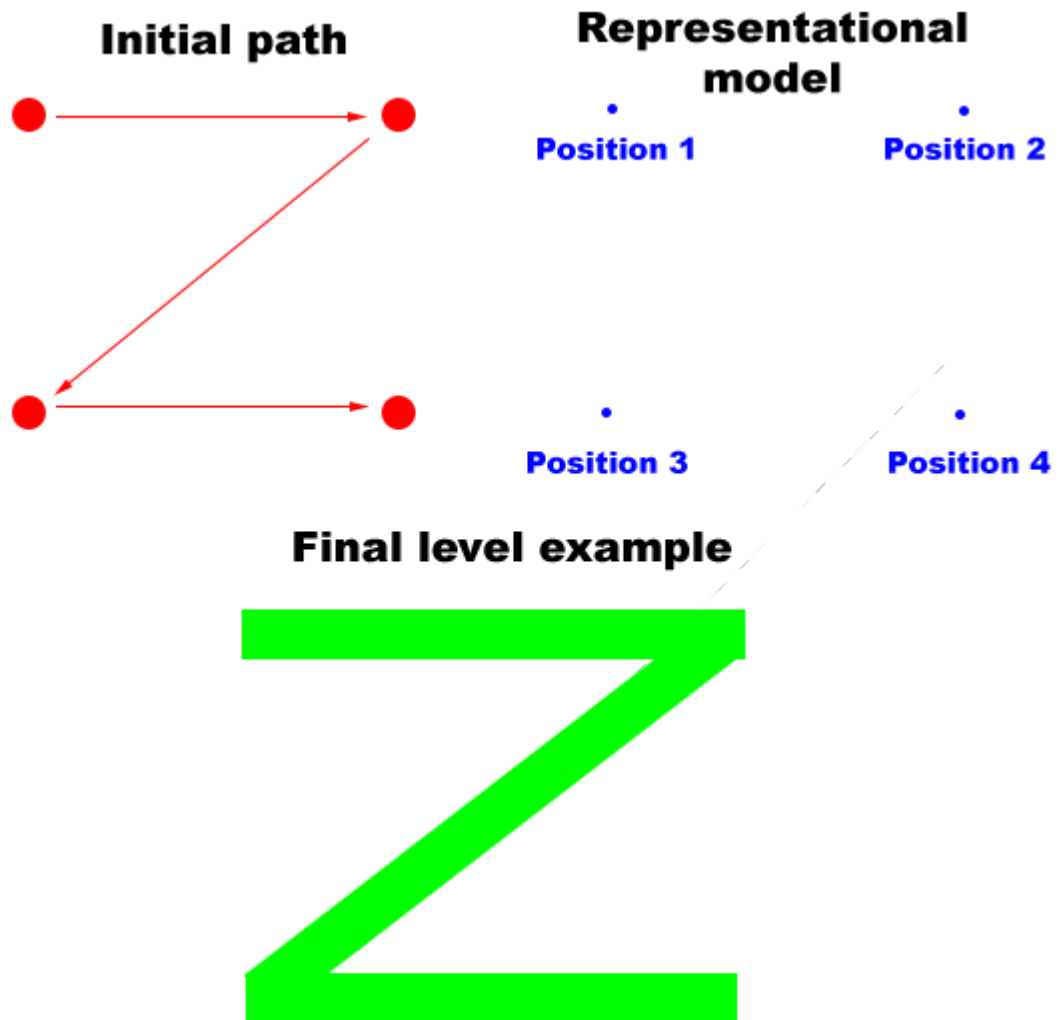 Initial path
Representational
model
Position 1
Position 2
Position 3
Position 4
Final level example